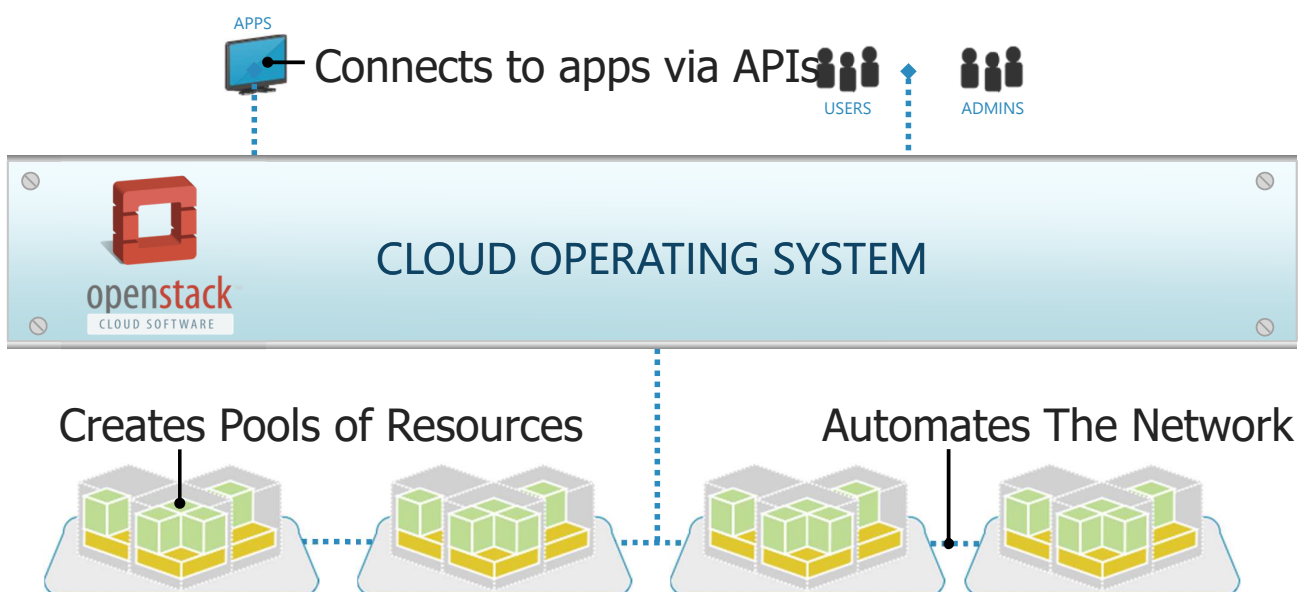 APPS
Connects to apps via APIs
USERS
ADMINS
CLOUD OPERATING SYSTEM
openstack
CLOUD SOFTWARE
Creates Pools of Resources
Automates The Network